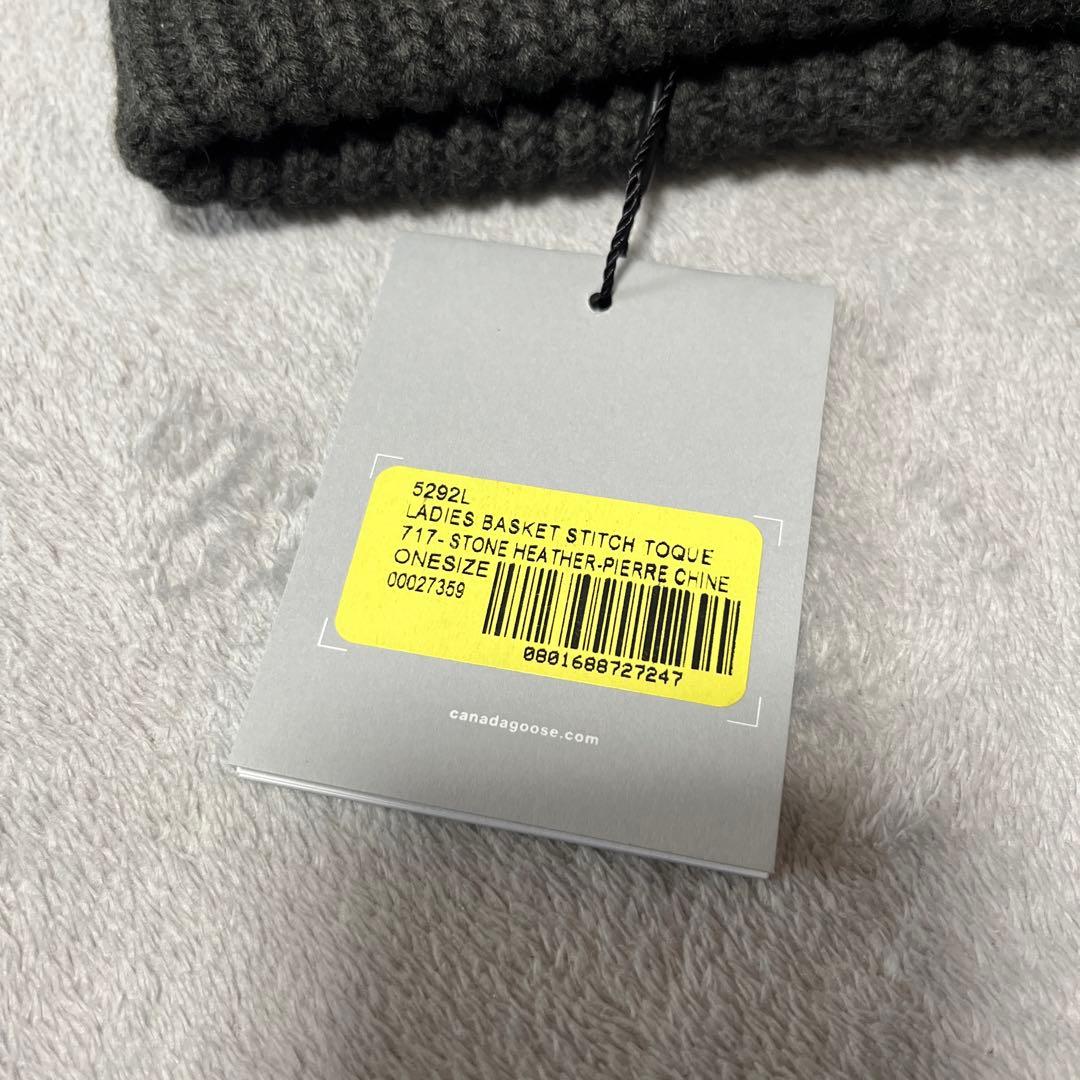 5292L
LADIES BASKET STITCH TOQUE
717- STONE HEATHER-PIERRE CHINE
ONESIZE
00027359
0801688727247
canadagoose.com